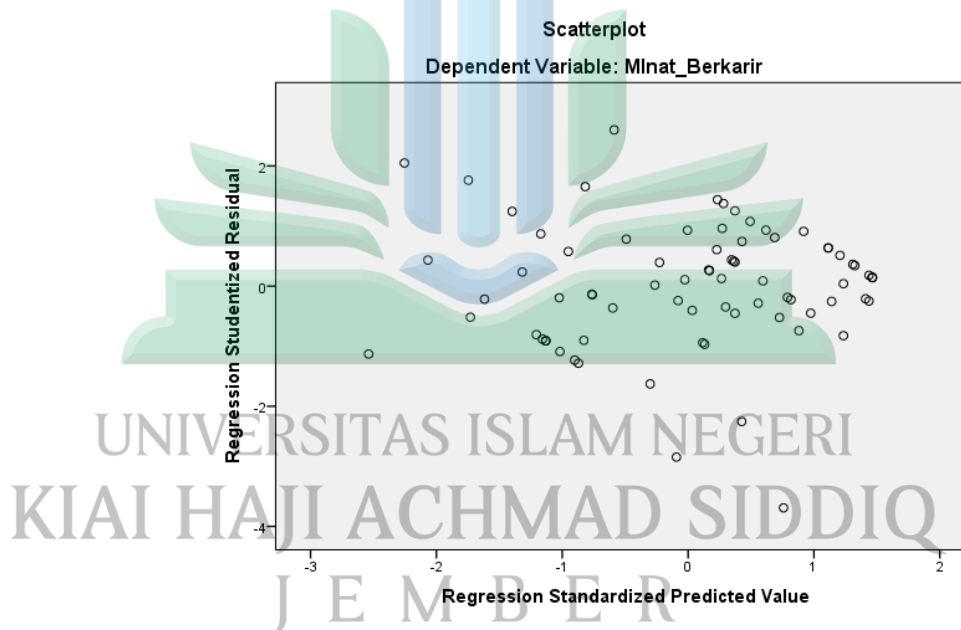 Scatterplot
Dependent Variable: MInat_Berkarir
Regression Studentized Residual
2
0
-2
-4
-3
-2
-1
0
1
2
Regression Standardized Predicted Value
UNIVERSITAS ISLAM NEGERI
KIAI HAJI ACHMAD SIDDIQ
JEMBER